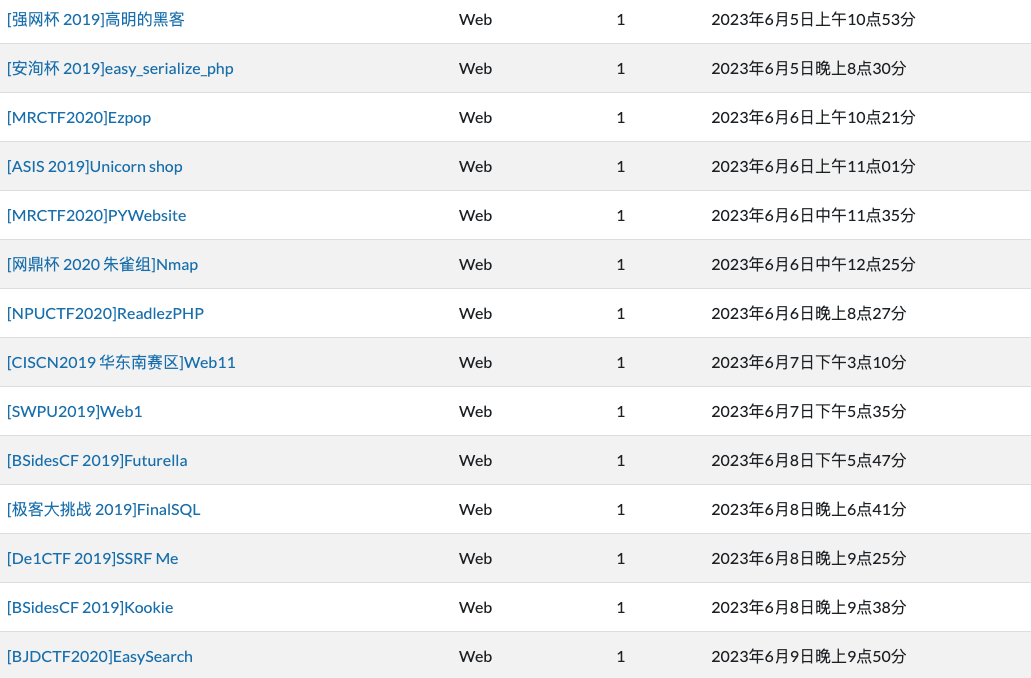 [强网杯 2019]高明的黑客 Web 1 2023年6月5日上午10点53分
[安洵杯 2019]easy_serialize_php Web 1 2023年6月5日晚上8点30分
[MRCTF2020]Ezpop Web 1 2023年6月6日上午10点21分
[ASIS 2019]Unicorn shop Web 1 2023年6月6日上午11点01分
[MRCTF2020]PYWebsite Web 1 2023年6月6日中午11点35分
[网鼎杯 2020 朱雀组]Nmap Web 1 2023年6月6日中午12点25分
[NPUCTF2020]ReadlezPHP Web 1 2023年6月6日晚上8点27分
[CISCN2019 华东南赛区]Web11 Web 1 2023年6月7日下午3点10分
[SWPU2019]Web1 Web 1 2023年6月7日下午5点35分
[BSidesCF 2019]Futurella Web 1 2023年6月8日下午5点47分
[极客大挑战 2019]FinalSQL Web 1 2023年6月8日晚上6点41分
[De1CTF 2019]SSRF Me Web 1 2023年6月8日晚上9点25分
[BSidesCF 2019]Kookie Web 1 2023年6月8日晚上9点38分
[BJDCTF2020]EasySearch Web 1 2023年6月9日晚上9点50分